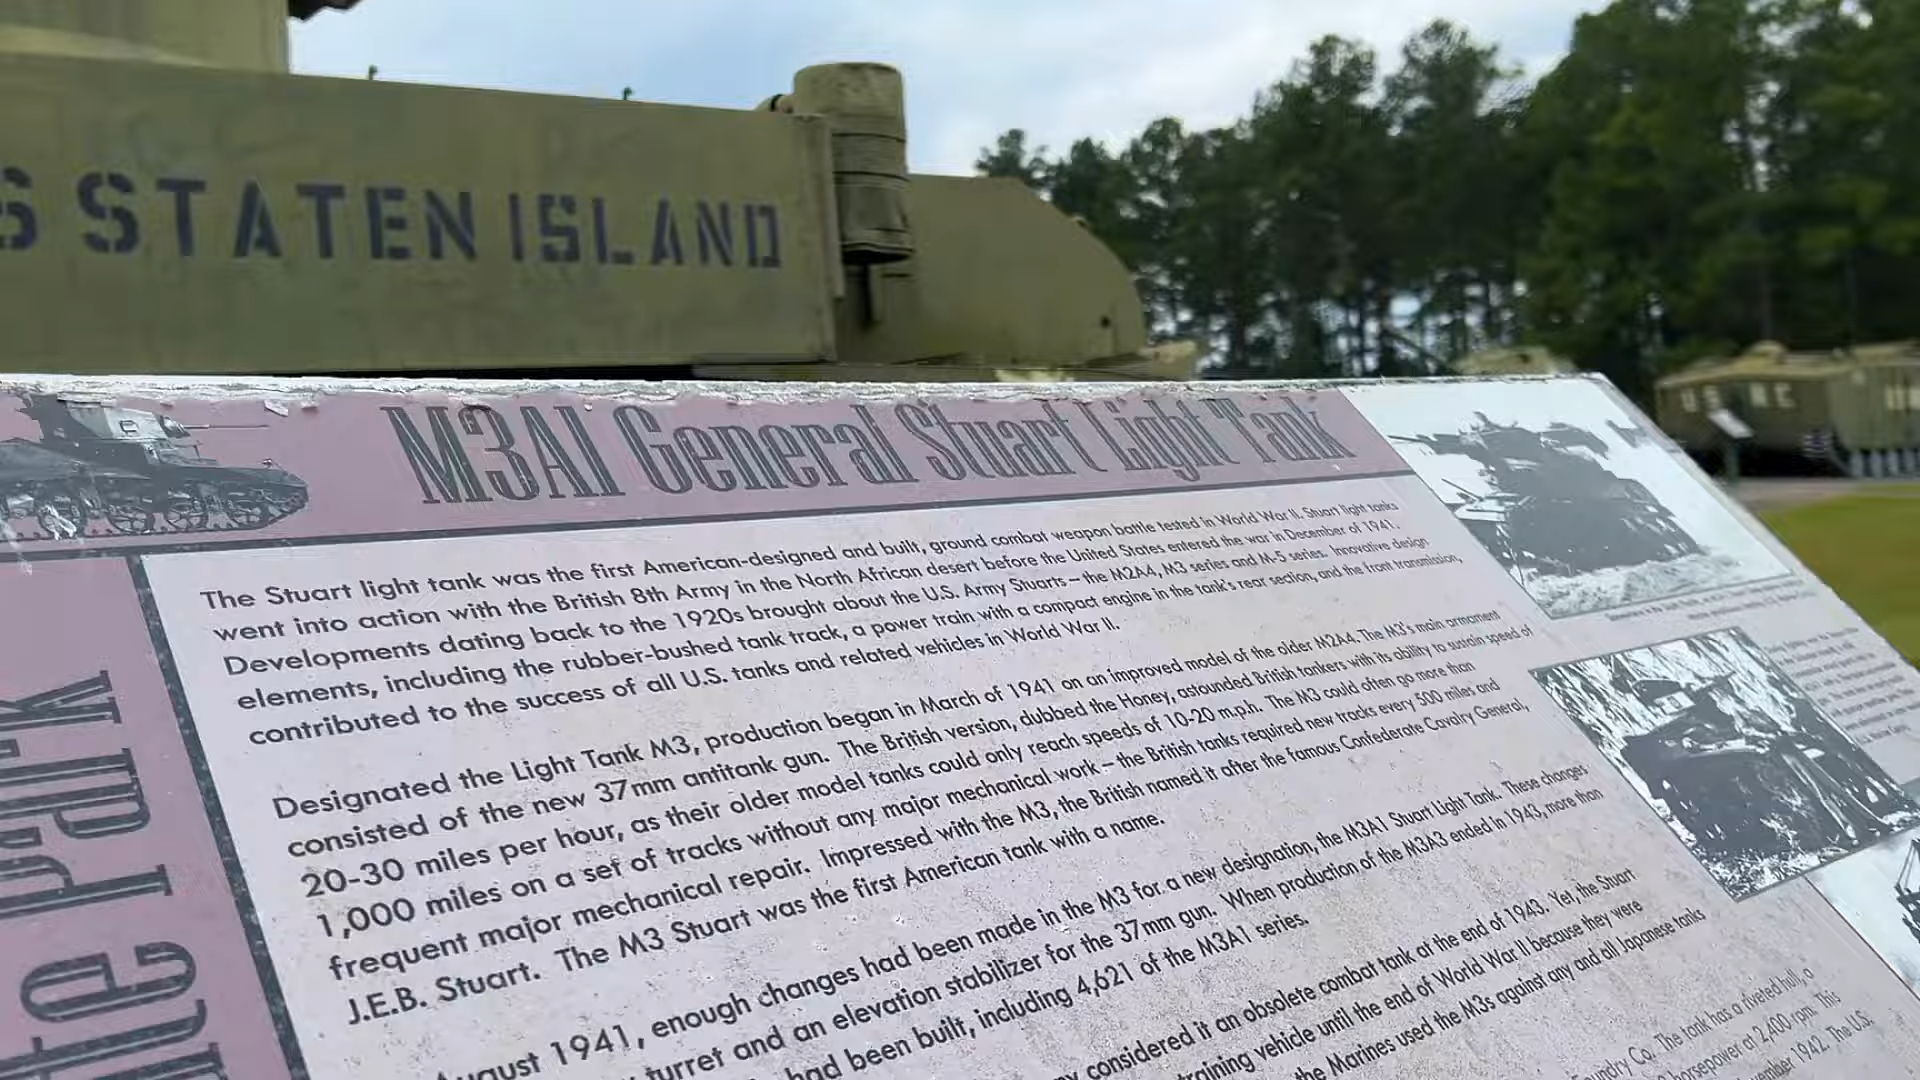 S STATEN ISLAND
M3A1 General Stuart Light Tank
The Stuart light tank was the first American-designed and built, ground combat weapon battle tested in World War II. Stuart light tanks
went into action with the British 8th Army in the North African desert before the United States entered the war in December of 1941.
Developments dating back to the 1920s brought about the U.S. Army Stuarts – the M2A4, M3 series and M-5 series. Innovative design
elements, including the rubber-bushed tank track, a power train with a compact engine in the tank's rear section, and the front transmission,
contributed to the success of all U.S. tanks and related vehicles in World War II.
Designated the Light Tank M3, production began in March of 1941 on an improved model of the older M2A4. The M3's main armament
consisted of the new 37mm antitank gun. The British version, dubbed the Honey, astounded British tankers with its ability to sustain speed of
20-30 miles per hour, as their older model tanks could only reach speeds of 10-20 m.p.h. The M3 could often go more than
1,000 miles on a set of tracks without any major mechanical work – the British tanks required new tracks every 500 miles and
frequent major mechanical repair. Impressed with the M3, the British named it after the famous Confederate Cavalry General,
J.E.B. Stuart. The M3 Stuart was the first American tank with a name.
August 1941, enough changes had been made in the M3 for a new designation, the M3A1 Stuart Light Tank. These changes
turret and an elevation stabilizer for the 37mm gun. When production of the M3A3 ended in 1943, more than
had been built, including 4,621 of the M3A1 series.
considered it an obsolete combat tank at the end of 1943. Yet, the Stuart
training vehicle until the end of World War II because they were
the Marines used the M3s against any and all Japanese tanks
undry Co. The tank has a riveted hull, a
horsepower at 2,400 rpm. This
ember 1942. The U.S.